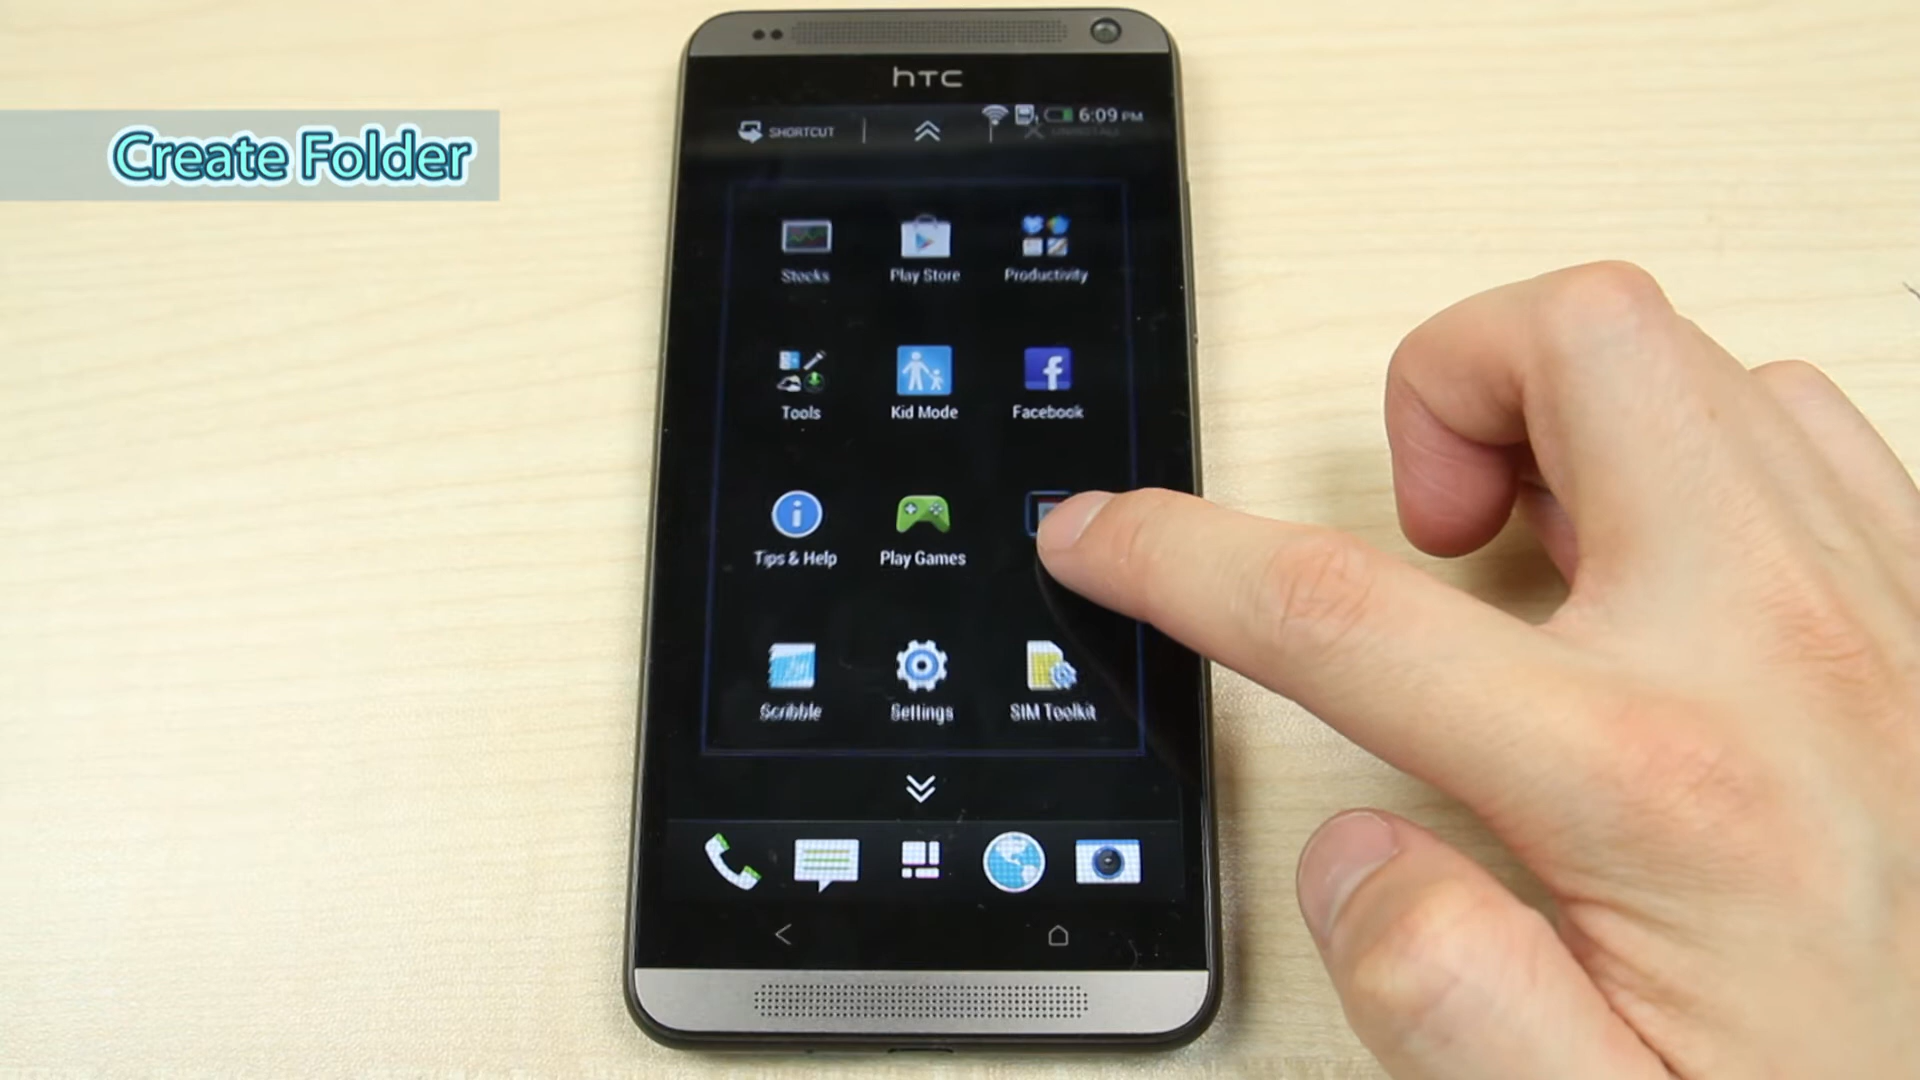 Create Folder
hTC
6:09 PM
SHORTCUT
UNINSTALL
Stocks
Play Store
Productivity
Tools
Kid Mode
Facebook
Tips & Help
Play Games
Scribble
Settings
SIM Toolkit